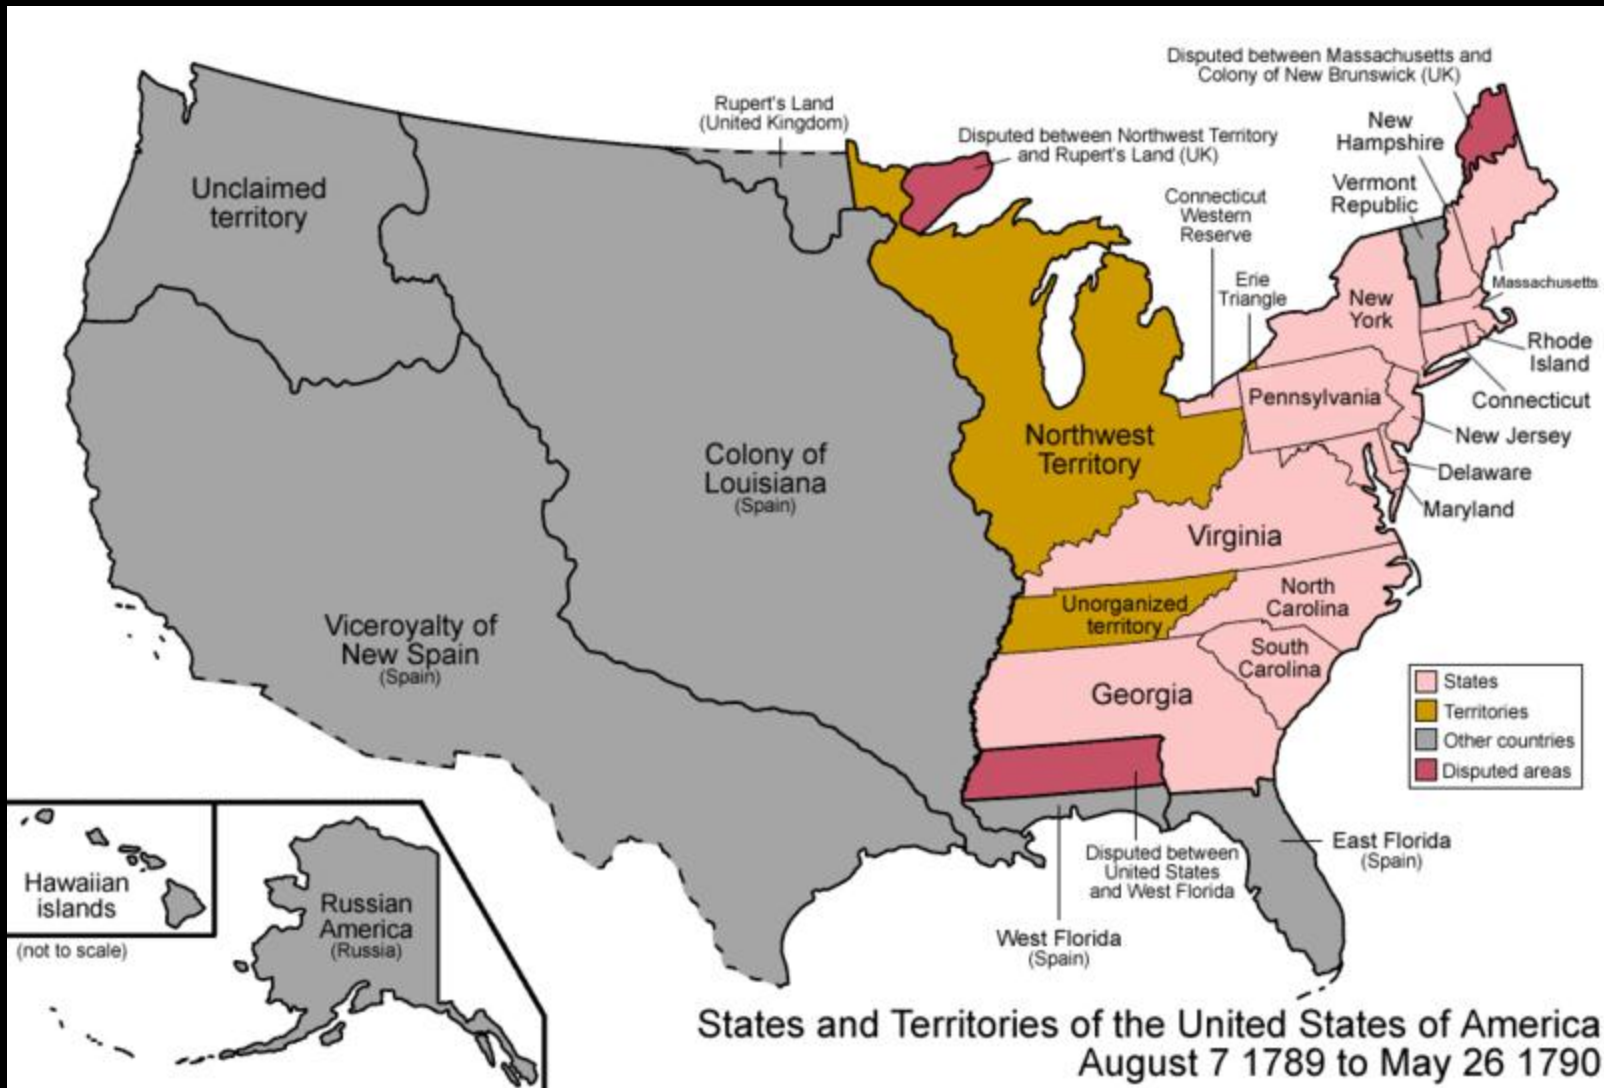 Disputed between Massachusetts and
Colony of New Brunswick (UK)
Rupert's Land
(United Kingdom)
Disputed between Northwest Territory
and Rupert's Land (UK)
New
Hampshire
Vermont
Republic
Connecticut
Western
Reserve
Erie
Triangle
Unclaimed
territory
Massachusetts
New
York
Rhode
Island
Connecticut
Pennsylvania
New Jersey
Northwest
Territory
Colony of
Louisiana
(Spain)
Delaware
Maryland
Virginia
North
Carolina
Unorganized
territory
South
Carolina
Viceroyalty of
New Spain
(Spain)
Georgia
States
Territories
Other countries
Disputed areas
East Florida
(Spain)
Disputed between
United States
and West Florida
West Florida
(Spain)
Hawaiian
islands
(not to scale)
Russian
America
(Russia)
States and Territories of the United States of America
August 7 1789 to May 26 1790